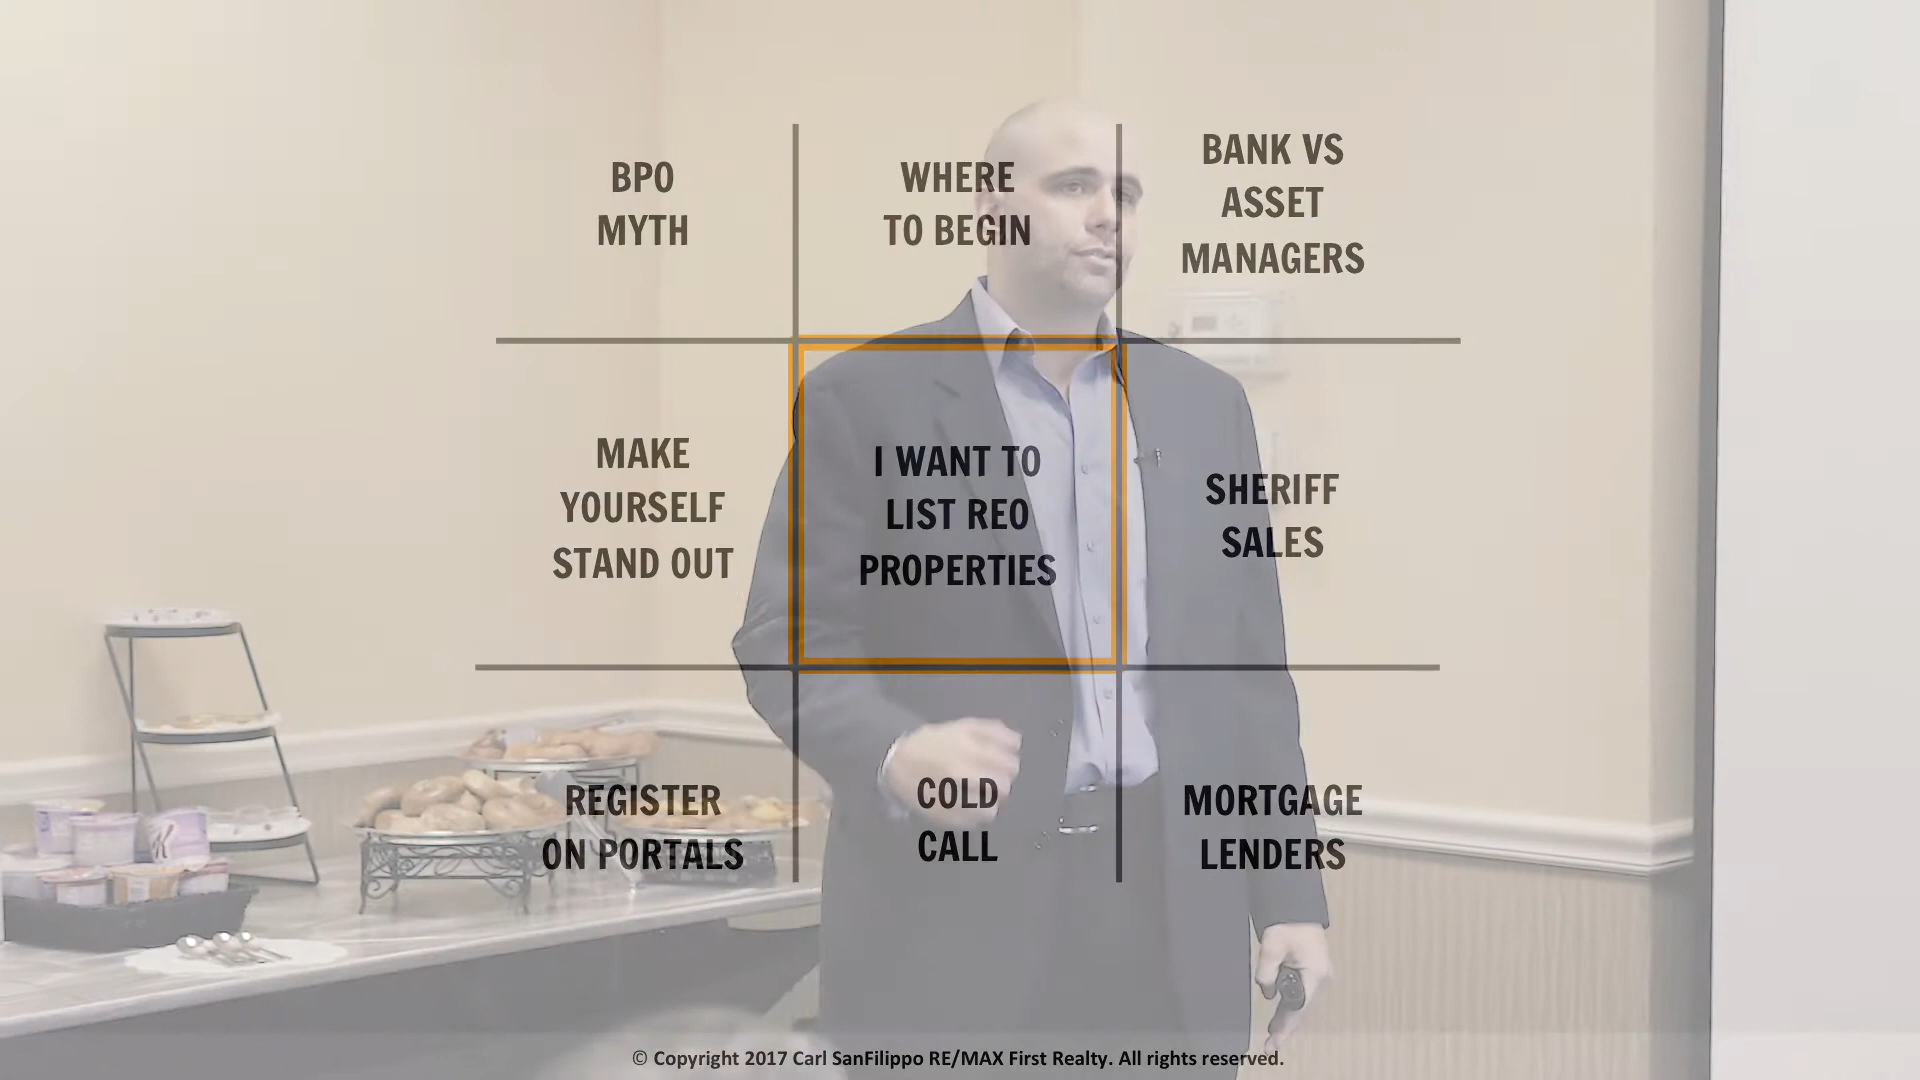 BPO
MYTH
WHERE
TO BEGIN
BANK VS
ASSET
MANAGERS
MAKE
YOURSELF
STAND OUT
I WANT TO
LIST REO
PROPERTIES
SHERIFF
SALES
REGISTER
ON PORTALS
COLD
CALL
MORTGAGE
LENDERS
© Copyright 2017 Carl SanFilippo RE/MAX First Realty. All rights reserved.